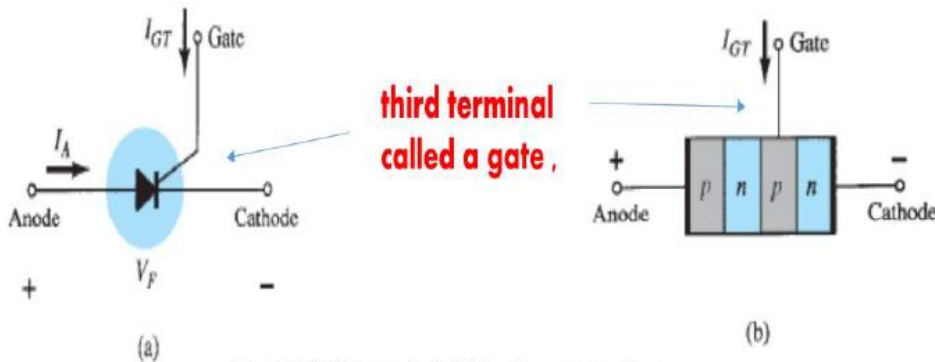 I_GT Gate
I_A
Anode Cathode
V_F
+ −
(a)
third terminal
called a gate ,
I_GT Gate
+ −
p n p n
Anode Cathode
(b)